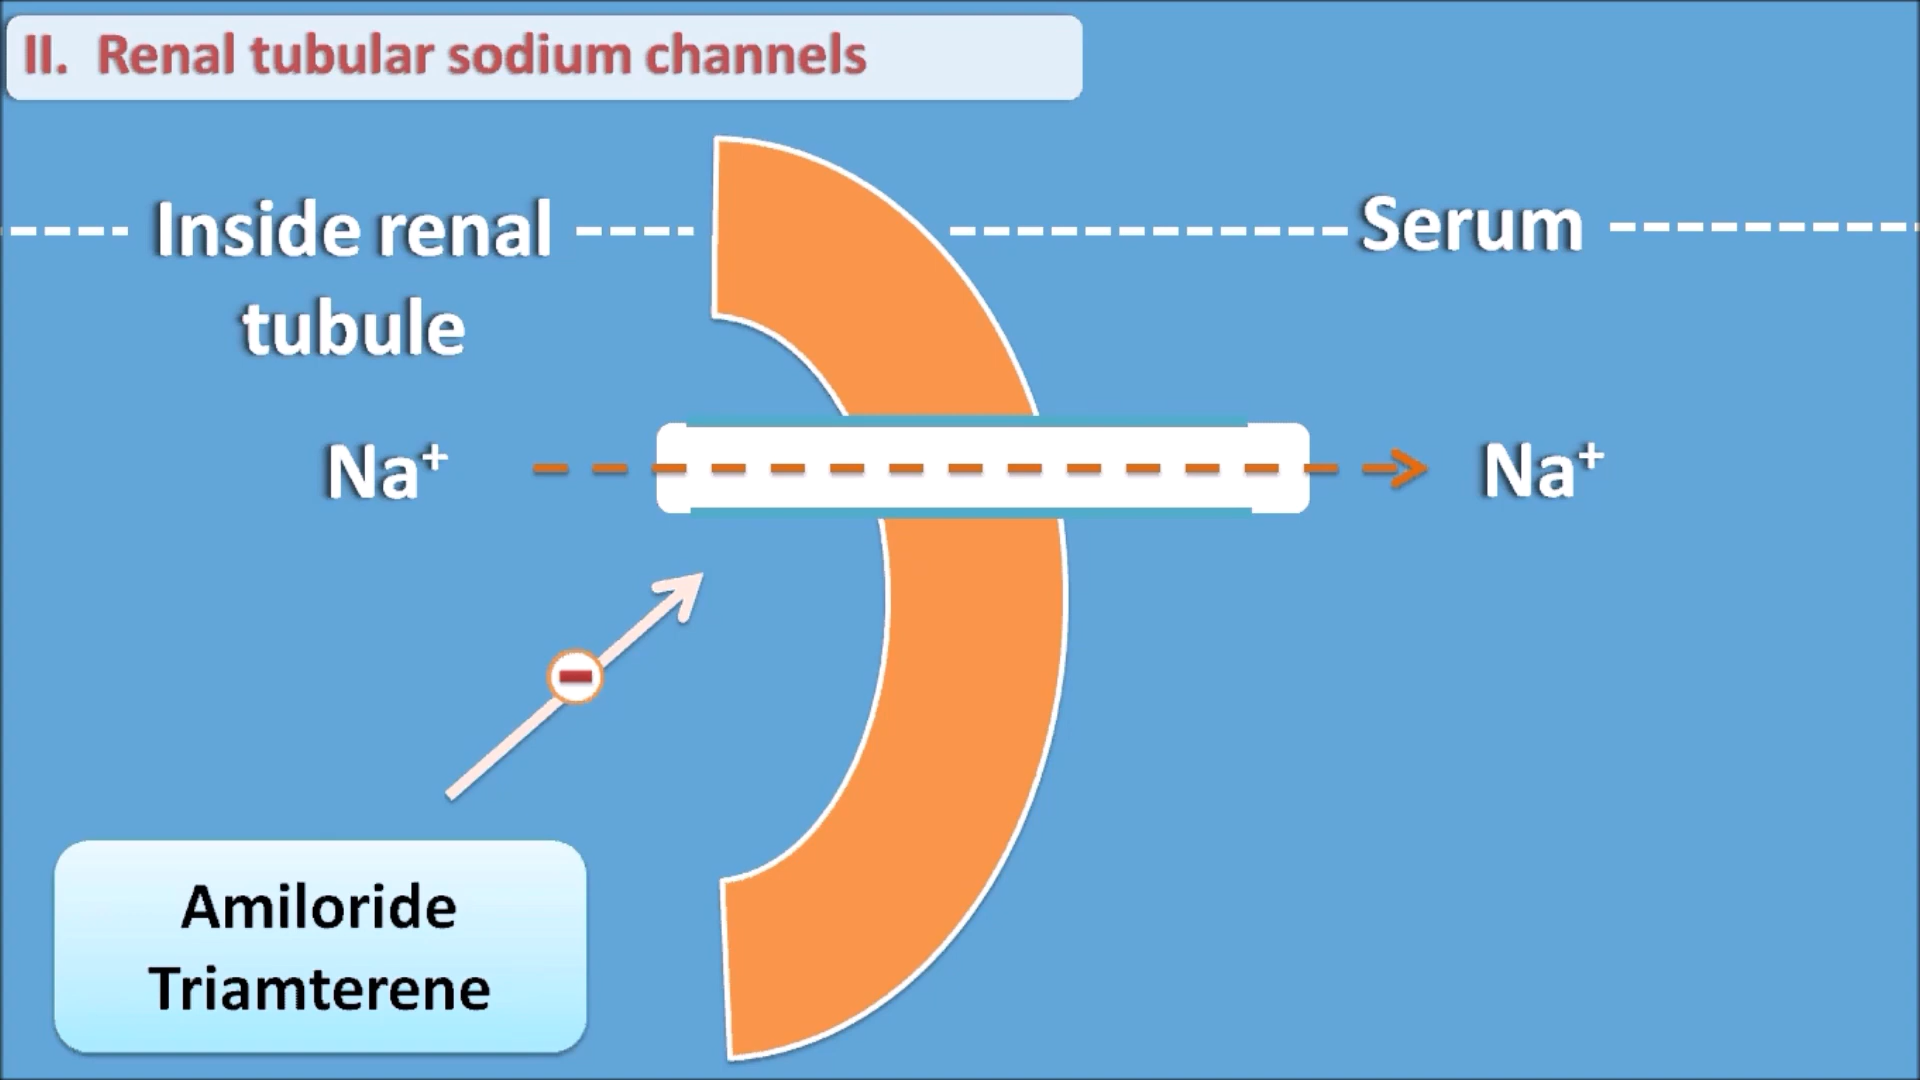 II. Renal tubular sodium channels
Inside renal
tubule
Serum
Na⁺
Na⁺
Amiloride
Triamterene